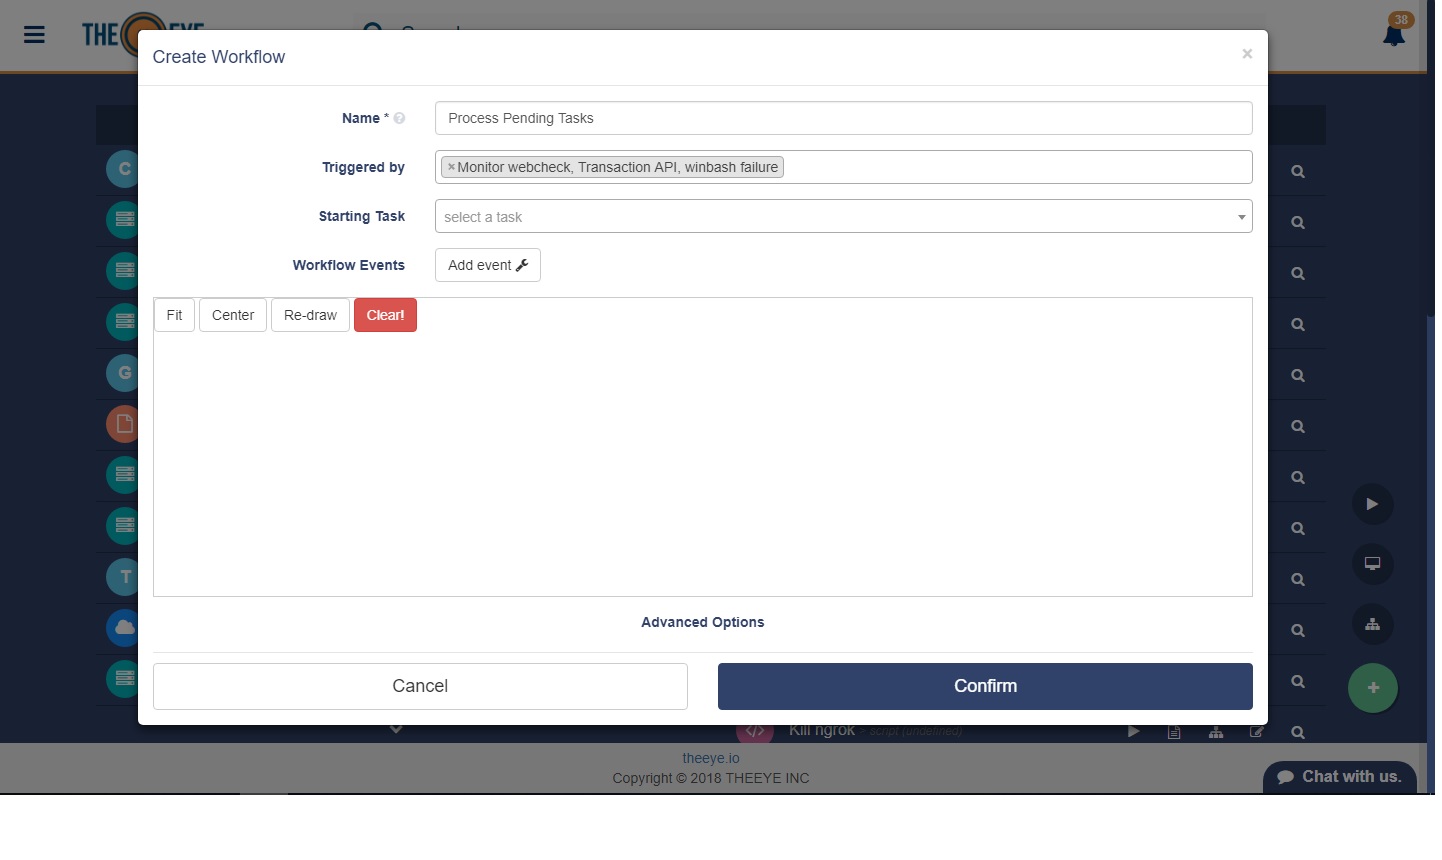 THE EYE
38
Create Workflow
×
Name *
Process Pending Tasks
Triggered by
× Monitor webcheck, Transaction API, winbash failure
Starting Task
select a task
Workflow Events
Add event
Fit
Center
Re-draw
Clear!
C
G
T
Advanced Options
Cancel
Confirm
Kill ngrok > script (undefined)
theeye.io
Copyright © 2018 THEEYE INC
Chat with us.